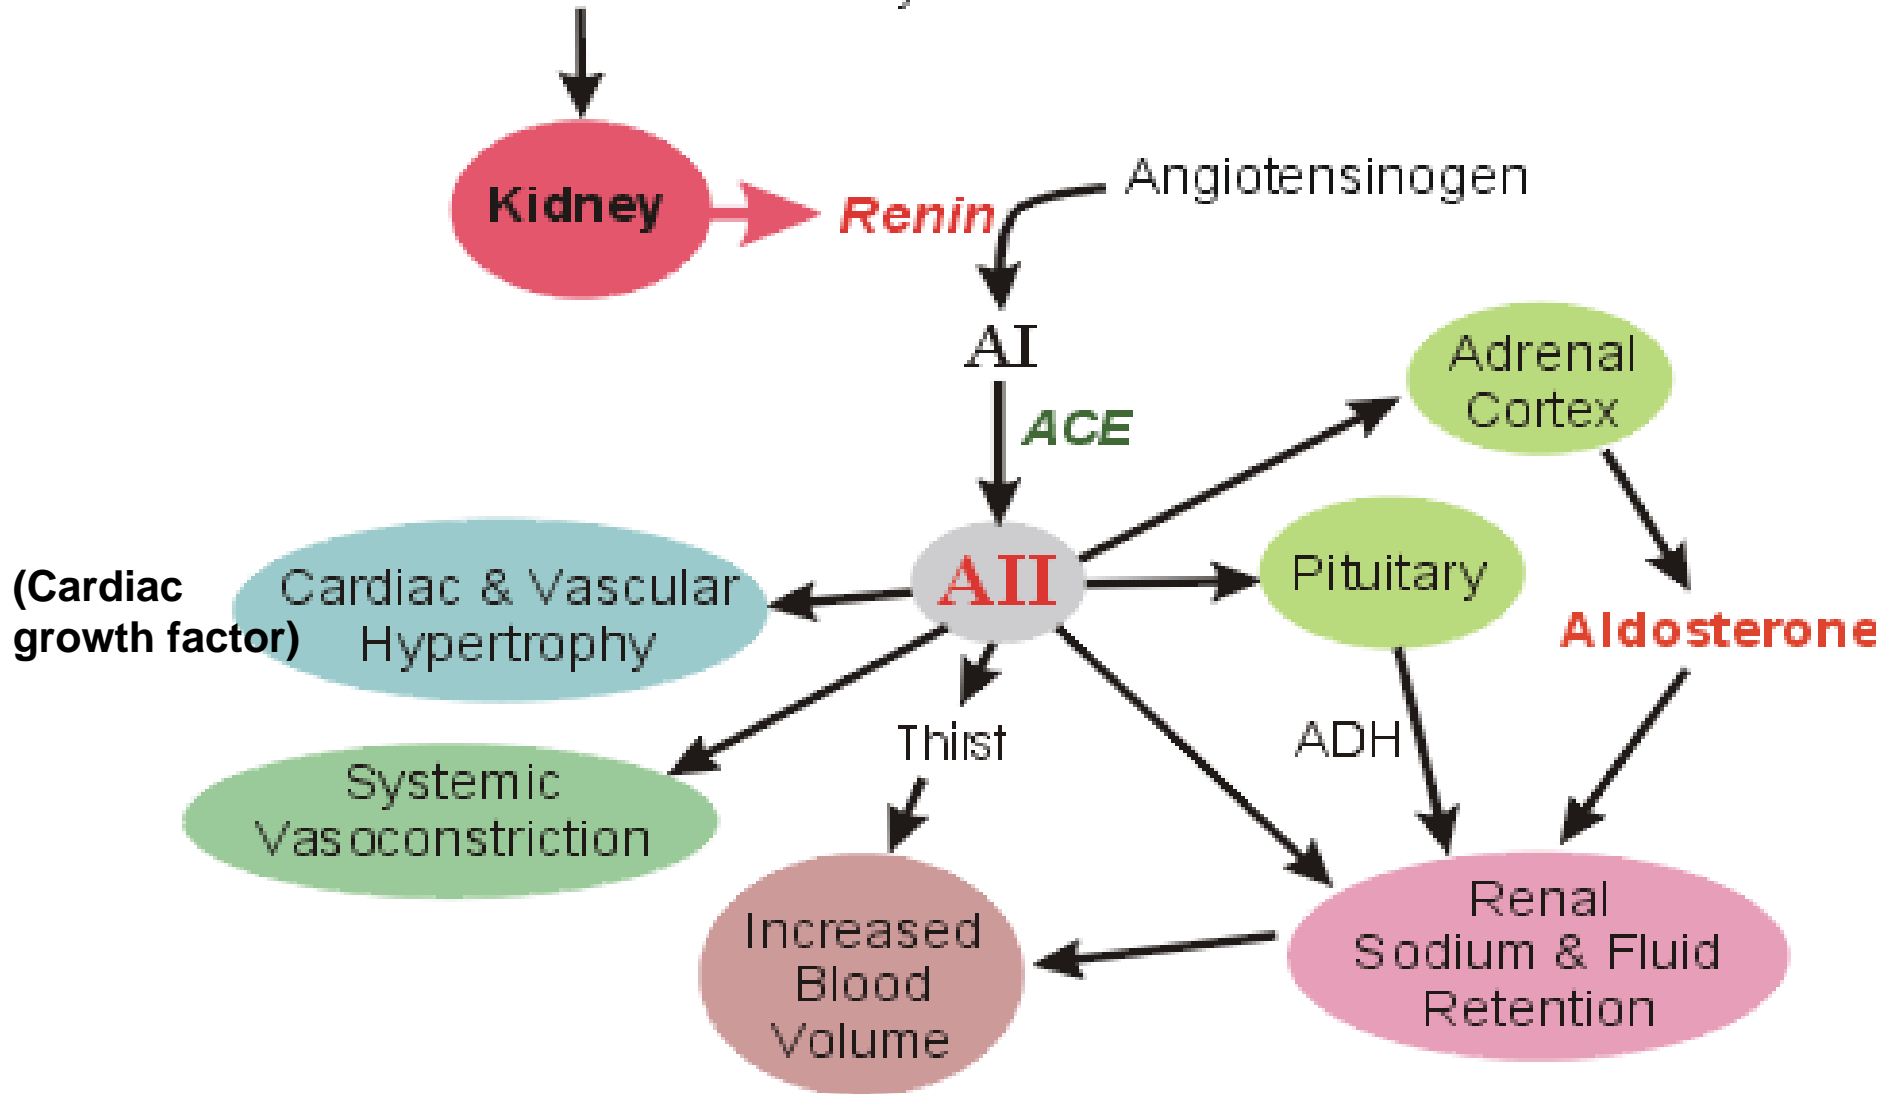 Kidney
Renin
Angiotensinogen
AI
ACE
Adrenal
Cortex
AII
Pituitary
(Cardiac
growth factor)
Cardiac & Vascular
Hypertrophy
Aldosterone
Thirst
ADH
Systemic
Vasoconstriction
Increased
Blood
Volume
Renal
Sodium & Fluid
Retention